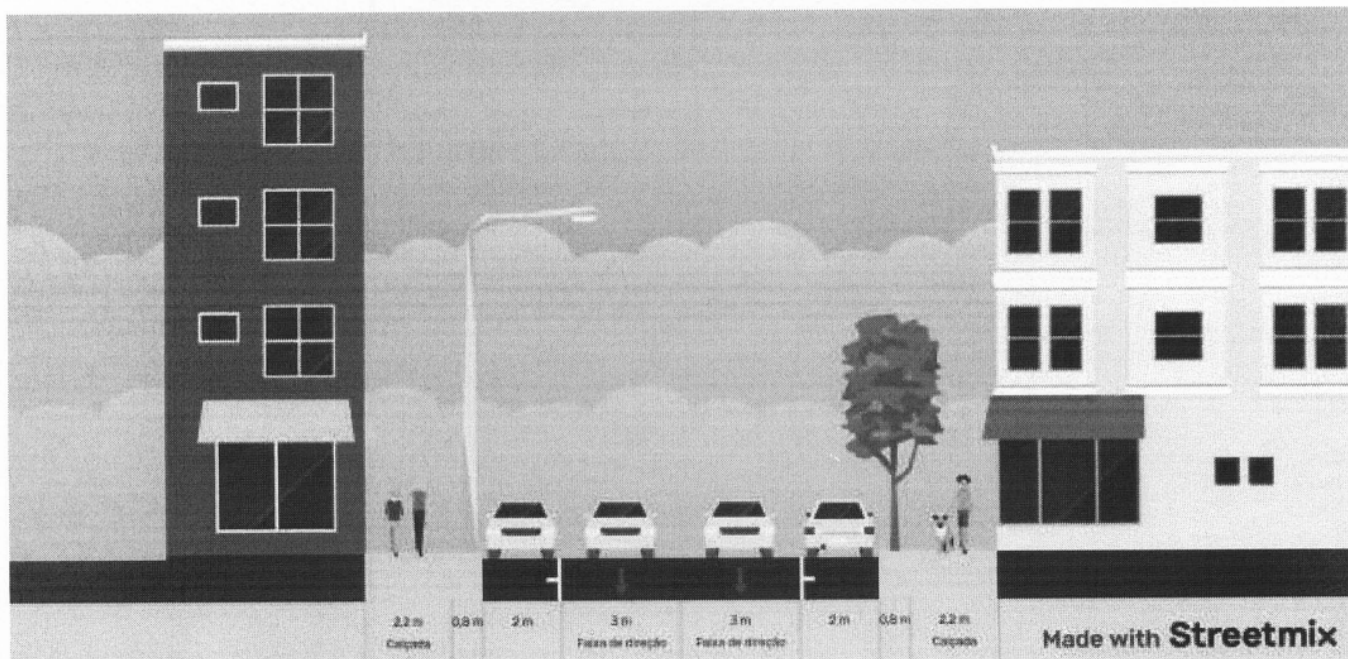 2,2 m
Calçada
0,8 m
2 m
3 m
Faixa de direção
3 m
Faixa de direção
2 m
0,8 m
2,2 m
Calçada
Made with Streetmix